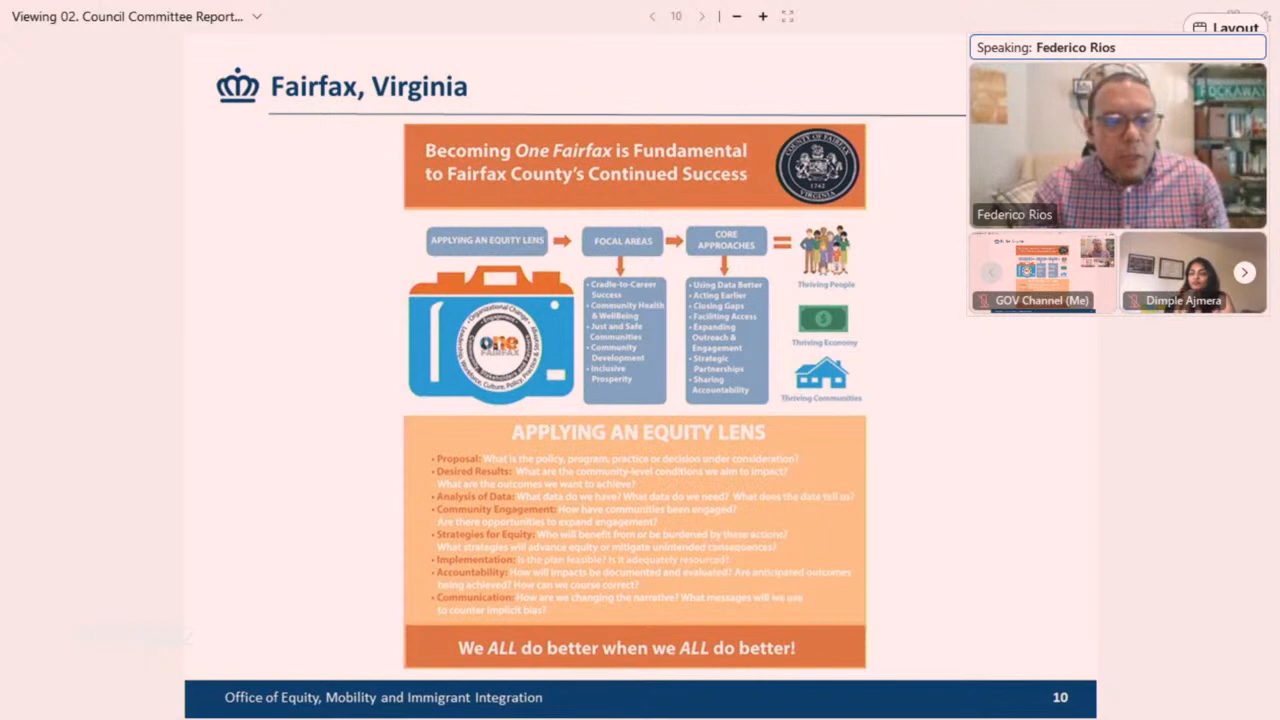 Viewing 02. Council Committee Report...
10
Layout
Speaking: Federico Rios
Fairfax, Virginia
Becoming One Fairfax is Fundamental
to Fairfax County's Continued Success
COUNTY OF FAIRFAX
1742
VIRGINIA
ROCKAWAY
Federico Rios
GOV Channel (Me)
Dimple Ajmera
APPLYING AN EQUITY LENS
FOCAL AREAS
CORE
APPROACHES
Thriving People
Thriving Economy
Thriving Communities
one
FAIRFAX
• Cradle-to-Career
Success
• Community Health
& WellBeing
• Just and Safe
Communities
• Community
Development
• Inclusive
Prosperity
• Using Data Better
• Acting Earlier
• Closing Gaps
• Faciliting Access
• Expanding
Outreach &
Engagement
• Strategic
Partnerships
• Sharing
Accountability
APPLYING AN EQUITY LENS
• Proposal: What is the policy, program, practice or decision under consideration?
• Desired Results: What are the community-level conditions we aim to impact?
What are the outcomes we want to achieve?
• Analysis of Data: What data do we have? What data do we need? What does the data tell us?
• Community Engagement: How have communities been engaged?
Are there opportunities to expand engagement?
• Strategies for Equity: Who will benefit from or be burdened by these actions?
What strategies will advance equity or mitigate unintended consequences?
• Implementation: Is the plan feasible? Is it adequately resourced?
• Accountability: How will impacts be documented and evaluated? Are anticipated outcomes
being achieved? How can we course correct?
• Communication: How are we changing the narrative? What messages will we use
to counter implicit bias?
We ALL do better when we ALL do better!
Office of Equity, Mobility and Immigrant Integration
10